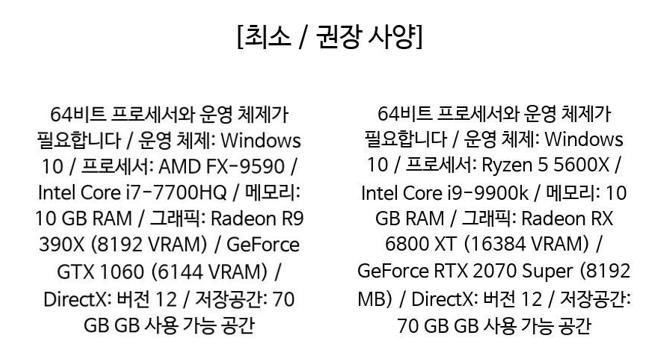 [최소 / 권장 사양]
64비트 프로세서와 운영 체제가
필요합니다 / 운영 체제: Windows
10 / 프로세서: AMD FX-9590 /
Intel Core i7-7700HQ / 메모리:
10 GB RAM / 그래픽: Radeon R9
390X (8192 VRAM) / GeForce
GTX 1060 (6144 VRAM) /
DirectX: 버전 12 / 저장공간: 70
GB GB 사용 가능 공간
64비트 프로세서와 운영 체제가
필요합니다 / 운영 체제: Windows
10 / 프로세서: Ryzen 5 5600X /
Intel Core i9-9900k / 메모리: 10
GB RAM / 그래픽: Radeon RX
6800 XT (16384 VRAM) /
GeForce RTX 2070 Super (8192
MB) / DirectX: 버전 12 / 저장공간:
70 GB GB 사용 가능 공간